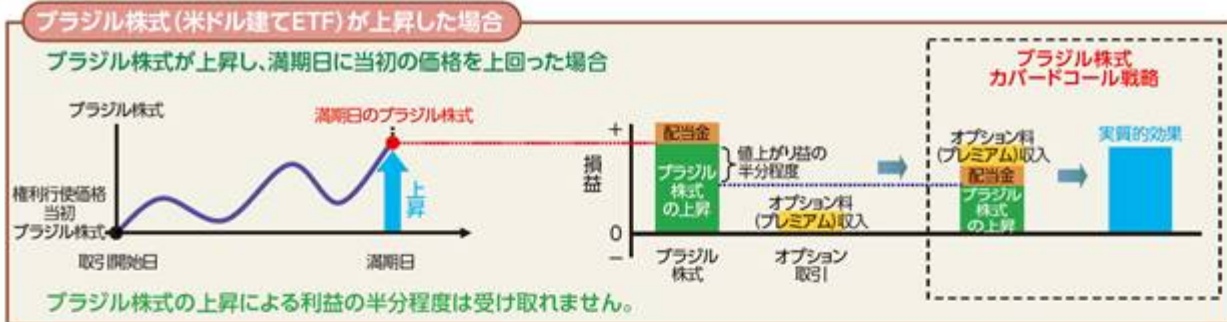 ブラジル株式(米ドル建てETF)が上昇した場合
ブラジル株式が上昇し、満期日に当初の価格を上回った場合
ブラジル株式
満期日のブラジル株式
権利行使価格
当初
ブラジル株式
上昇
取引開始日
満期日
損益
+
0
−
配当金
ブラジル
株式
の上昇
値上がり益の
半分程度
オプション料
(プレミアム)収入
ブラジル
株式
オプション
取引
ブラジル株式
カバードコール戦略
オプション料
(プレミアム)収入
配当金
ブラジル
株式
の上昇
実質的効果
ブラジル株式の上昇による利益の半分程度は受け取れません。